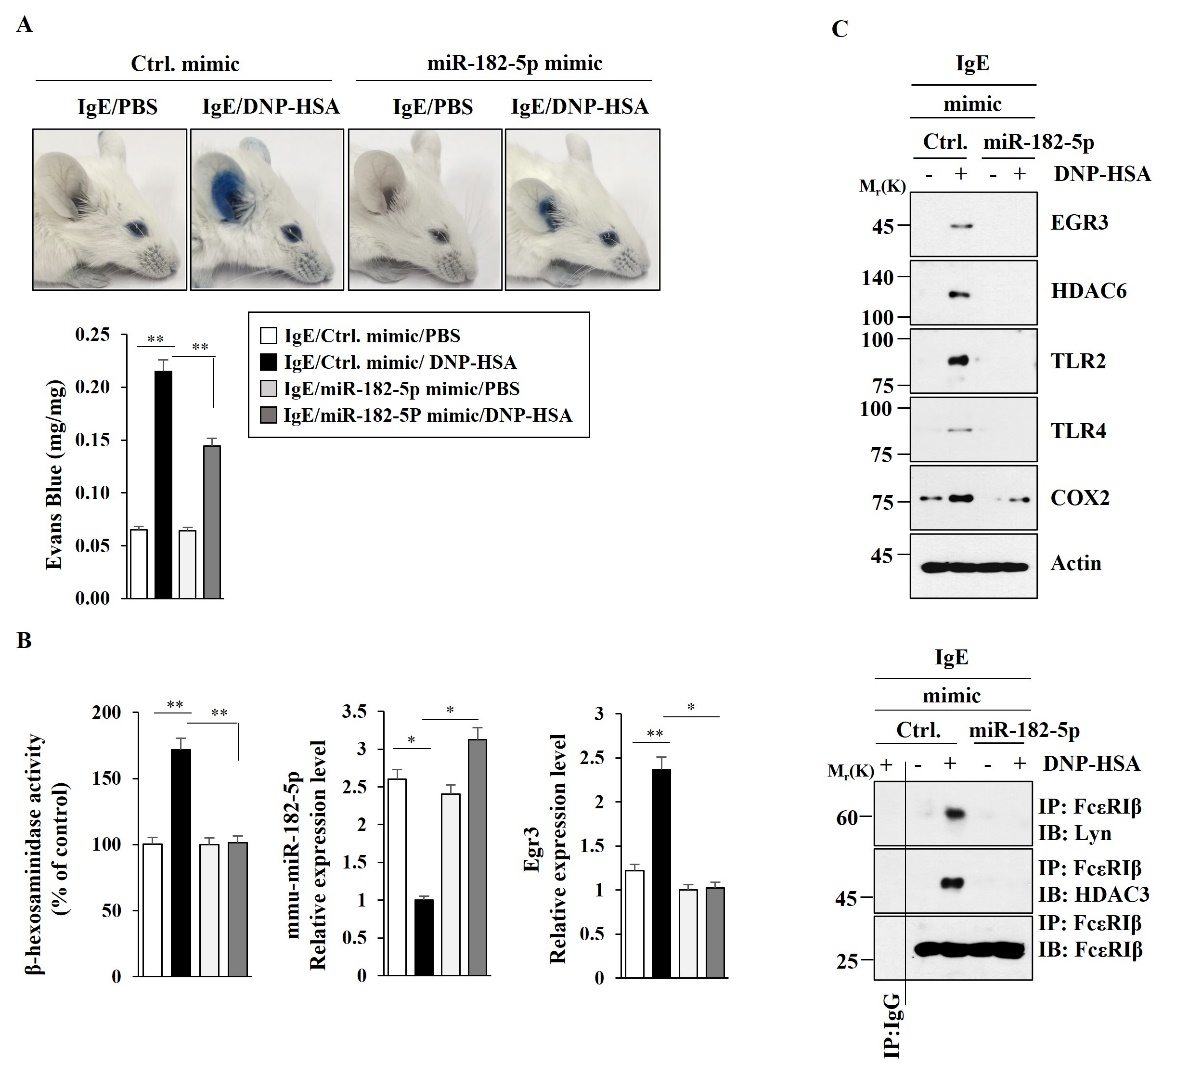 A
Ctrl. mimic
miR-182-5p mimic
IgE/PBS
IgE/DNP-HSA
IgE/PBS
IgE/DNP-HSA
IgE/Ctrl. mimic/PBS
IgE/Ctrl. mimic/ DNP-HSA
IgE/miR-182-5p mimic/PBS
IgE/miR-182-5P mimic/DNP-HSA
Evans Blue (mg/mg)
0.25
0.20
0.15
0.10
0.05
0.00
**
**
B
β-hexosaminidase activity
(% of control)
200
150
100
50
0
**
**
mmu-miR-182-5p
Relative expression level
3.5
3
2.5
2
1.5
1
0.5
0
*
*
Egr3
Relative expression level
3
2.5
2
1.5
1
0.5
0
**
*
C
IgE
mimic
Ctrl. miR-182-5p
- + - + DNP-HSA
Mr(K)
45 EGR3
140
HDAC6
100
100
TLR2
75
100
TLR4
75
75 COX2
45
Actin
IgE
mimic
Ctrl. miR-182-5p
Mr(K) + - + - + DNP-HSA
IP: FcεRIβ
60
IB: Lyn
IP: FcεRIβ
45 IB: HDAC3
IP: FcεRIβ
IB: FcεRIβ
25
IP:IgG